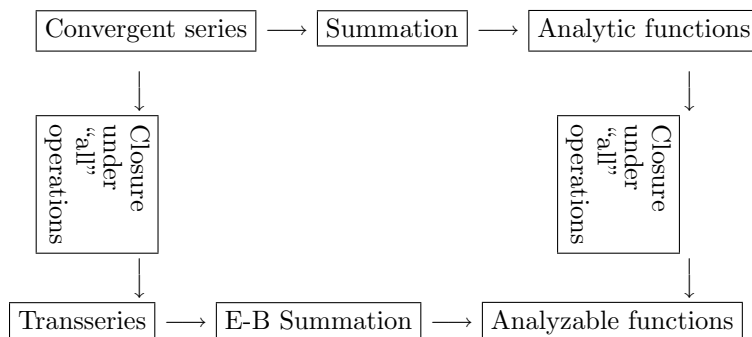 Convergent series → Summation → Analytic functions
Closure
under
“all”
operations
Closure
under
“all”
operations
Transseries → E-B Summation → Analyzable functions